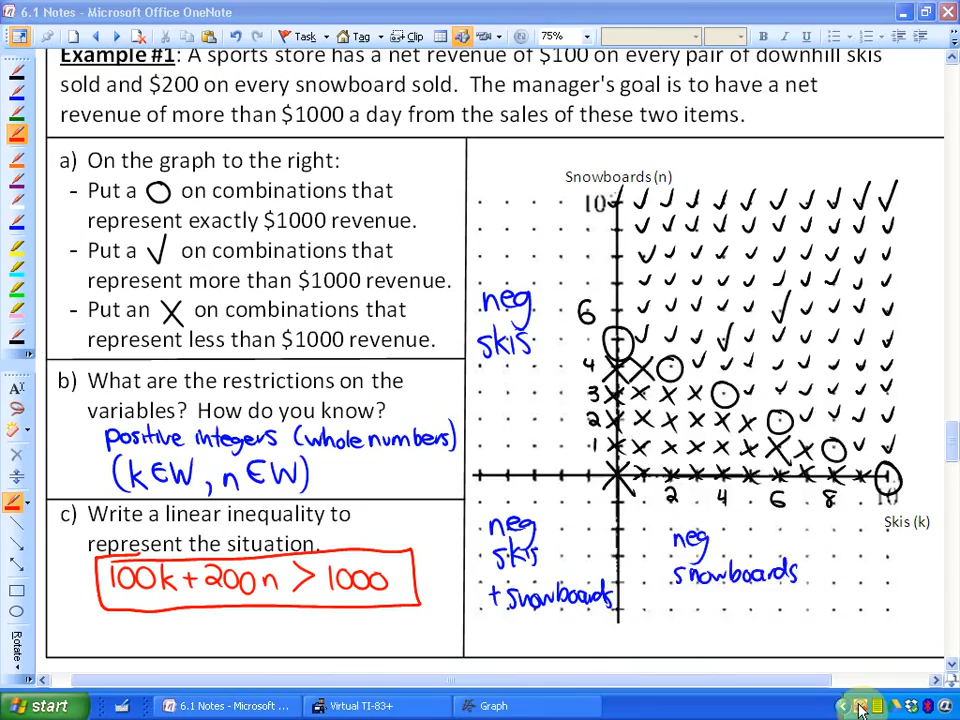 6.1 Notes - Microsoft Office OneNote
Task
Tag
Clip
75%
B
Example #1: A sports store has a net revenue of $100 on every pair of downhill skis
sold and $200 on every snowboard sold. The manager's goal is to have a net
revenue of more than $1000 a day from the sales of these two items.
a) On the graph to the right:
- Put a O on combinations that
represent exactly $1000 revenue.
- Put a ✓ on combinations that
represent more than $1000 revenue.
- Put an X on combinations that
represent less than $1000 revenue.
b) What are the restrictions on the
variables? How do you know?
positive integers (whole numbers)
(k∈W, n∈W)
c) Write a linear inequality to
represent the situation.
100k+200n > 1000
Snowboards (n)
10
6
4
3
2
1
2 4 6 8 10
Skis (k)
neg
skis
neg
skis
+ snowboards
neg
snowboards
Rotate
start
6.1 Notes - Microsoft ...
Virtual TI-83+
Graph